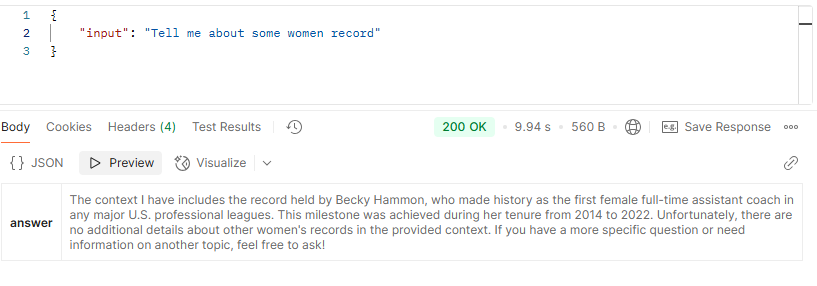 1 {
2 "input": "Tell me about some women record"
3 }
Body Cookies Headers (4) Test Results 200 OK • 9.94 s • 560 B • e.g. Save Response
{} JSON Preview Visualize
answer
The context I have includes the record held by Becky Hammon, who made history as the first female full-time assistant coach in
any major U.S. professional leagues. This milestone was achieved during her tenure from 2014 to 2022. Unfortunately, there are
no additional details about other women's records in the provided context. If you have a more specific question or need
information on another topic, feel free to ask!